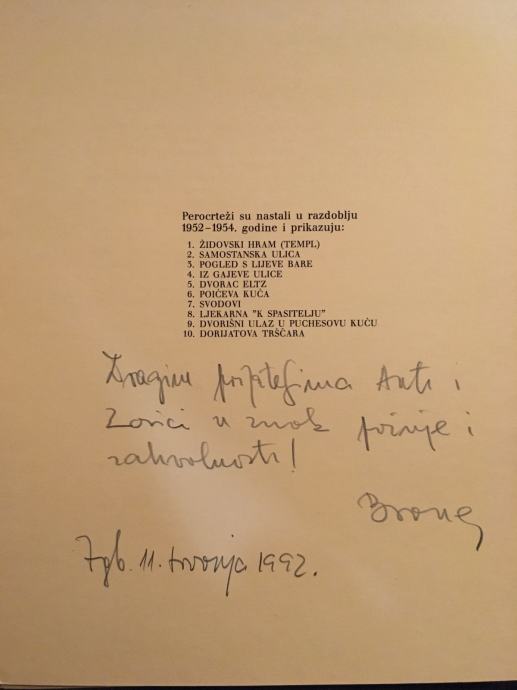 Perocrteži su nastali u razdoblju
1952–1954. godine i prikazuju:
1. ŽIDOVSKI HRAM (TEMPL)
2. SAMOSTANSKA ULICA
3. POGLED S LIJEVE BARE
4. IZ GAJEVE ULICE
5. DVORAC ELTZ
6. POIĆEVA KUĆA
7. SVODOVI
8. LJEKARNA "K SPASITELJU"
9. DVORIŠNI ULAZ U PUCHESOVU KUĆU
10. DORIJATOVA TRŠČARA
Dragim prijateljima Anti i
Zorici u znak pažnje i
zahvalnosti!
Zgb. 11. travnja 1992.